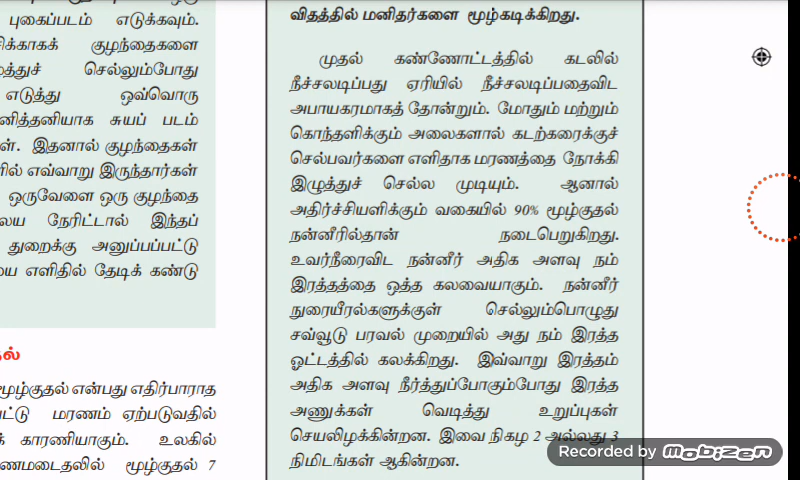 புகைப்படம் எடுக்கவும்.
குழந்தைகளை
செல்லும்போது
எடுத்து ஒவ்வொரு
சுயப் படம்
இதனால் குழந்தைகள்
எவ்வாறு இருந்தார்கள்
ஒருவேளை ஒரு குழந்தை
நேரிட்டால் இந்தப்
துறைக்கு அனுப்பப்பட்டு
எளிதில் தேடிக் கண்டு
மூழ்குதல் என்பது எதிர்பாராத
மரணம் ஏற்படுவதில்
காரணியாகும். உலகில்
மூழ்குதல் 7
விதத்தில் மனிதர்களை மூழ்கடிக்கிறது.
முதல் கண்ணோட்டத்தில் கடலில்
நீச்சலடிப்பது ஏரியில் நீச்சலடிப்பதைவிட
அபாயகரமாகத் தோன்றும். மோதும் மற்றும்
கொந்தளிக்கும் அலைகளால் கடற்கரைக்குச்
செல்பவர்களை எளிதாக மரணத்தை நோக்கி
இழுத்துச் செல்ல முடியும். ஆனால்
அதிர்ச்சியளிக்கும் வகையில் 90% மூழ்குதல்
நன்னீரில்தான் நடைபெறுகிறது.
உவர்நீரைவிட நன்னீர் அதிக அளவு நம்
இரத்தத்தை ஒத்த கலவையாகும். நன்னீர்
நுரையீரல்களுக்குள் செல்லும்பொழுது
சவ்வூடு பரவல் முறையில் அது நம் இரத்த
ஓட்டத்தில் கலக்கிறது. இவ்வாறு இரத்தம்
அதிக அளவு நீர்த்துப்போகும்போது இரத்த
அணுக்கள் வெடித்து உறுப்புகள்
செயலிழக்கின்றன. இவை நிகழ 2 அல்லது 3
நிமிடங்கள் ஆகின்றன.
Recorded by mobizen